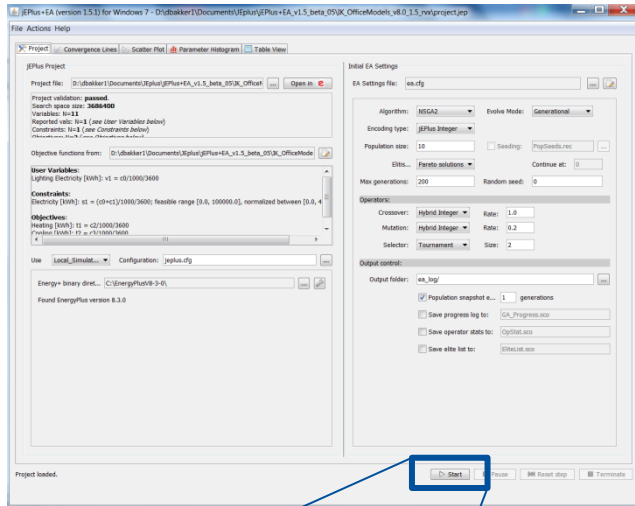 jEPlus+EA (version 1.5.1) for Windows 7 - D:\dbakker1\Documents\JEplus\jEPlus+EA_v1.5_beta_05\IK_OfficeModels_v8.0_1.5_rvx\project.jep
File Actions Help
Project Convergence Lines Scatter Plot Parameter Histogram Table View
JEPlus Project
Project file: D:\dbakker1\Documents\JEplus\jEPlus+EA_v1.5_beta_05\IK_Officef ... Open in
Project validation: passed.
Search space size: 3686400
Variables: N=11
Reported vals: N=1 (see User Variables below)
Constraints: N=1 (see Constraints below)
Objective functions from: D:\dbakker1\Documents\JEplus\jEPlus+EA_v1.5_beta_05\IK_OfficeMode
User Variables:
Lighting Electricity [kWh]: v1 = c0/1000/3600
Constraints:
Electricity [kWh]: s1 = (c0+c1)/1000/3600; feasible range [0.0, 100000.0], normalized between [0.0, 4
Objectives:
Heating [kWh]: t1 = c2/1000/3600
Cooling [kWh]: t2 = c3/1000/3600
Use Local_Simulat... Configuration: jeplus.cfg ...
Energy+ binary diret... C:\EnergyPlusV8-3-0\ ...
Found EnergyPlus version 8.3.0
Initial EA Settings
EA Settings file: ea.cfg ...
Algorithm: NSGA2 Evolve Mode: Generational
Encoding type: JEPlus Integer
Population size: 10 Seeding: PopSeeds.rec ...
Elitis... Pareto solutions Continue at: 0
Max generations: 200 Random seed: 0
Operators:
Crossover: Hybrid Integer Rate: 1.0
Mutation: Hybrid Integer Rate: 0.2
Selector: Tournament Size: 2
Output control:
Output folder: ea_log/ ...
Population snapshot e... 1 generations
Save progress log to: GA_Progress.sco
Save operator stats to: OpStat.sco
Save elite list to: EliteList.sco
Project loaded.
Start Pause Reset step Terminate